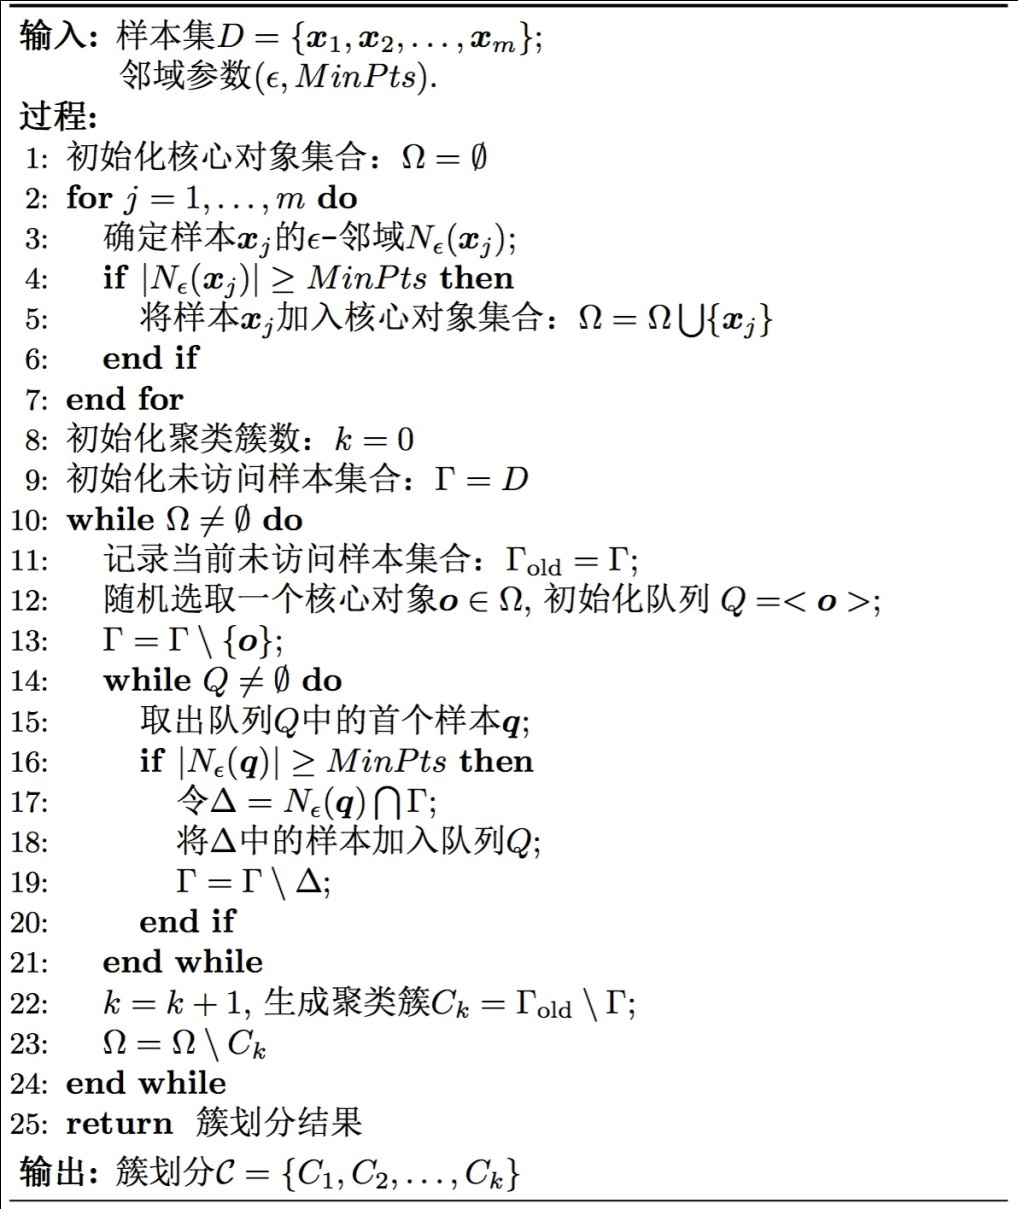 输入: 样本集D = {x₁, x₂, . . . , xₘ};
邻域参数(ϵ, MinPts).
过程:
1: 初始化核心对象集合: Ω = ∅
2: for j = 1, . . . , m do
3: 确定样本xⱼ的ϵ-邻域N_ϵ(xⱼ);
4: if |N_ϵ(xⱼ)| ≥ MinPts then
5: 将样本xⱼ加入核心对象集合: Ω = Ω ⋃{xⱼ}
6: end if
7: end for
8: 初始化聚类簇数: k = 0
9: 初始化未访问样本集合: Γ = D
10: while Ω ≠ ∅ do
11: 记录当前未访问样本集合: Γ_old = Γ;
12: 随机选取一个核心对象o ∈ Ω, 初始化队列 Q =< o >;
13: Γ = Γ \ {o};
14: while Q ≠ ∅ do
15: 取出队列Q中的首个样本q;
16: if |N_ϵ(q)| ≥ MinPts then
17: 令Δ = N_ϵ(q) ⋂ Γ;
18: 将Δ中的样本加入队列Q;
19: Γ = Γ \ Δ;
20: end if
21: end while
22: k = k + 1, 生成聚类簇C_k = Γ_old \ Γ;
23: Ω = Ω \ C_k
24: end while
25: return 簇划分结果
输出: 簇划分𝒞 = {C₁, C₂, . . . , C_k}